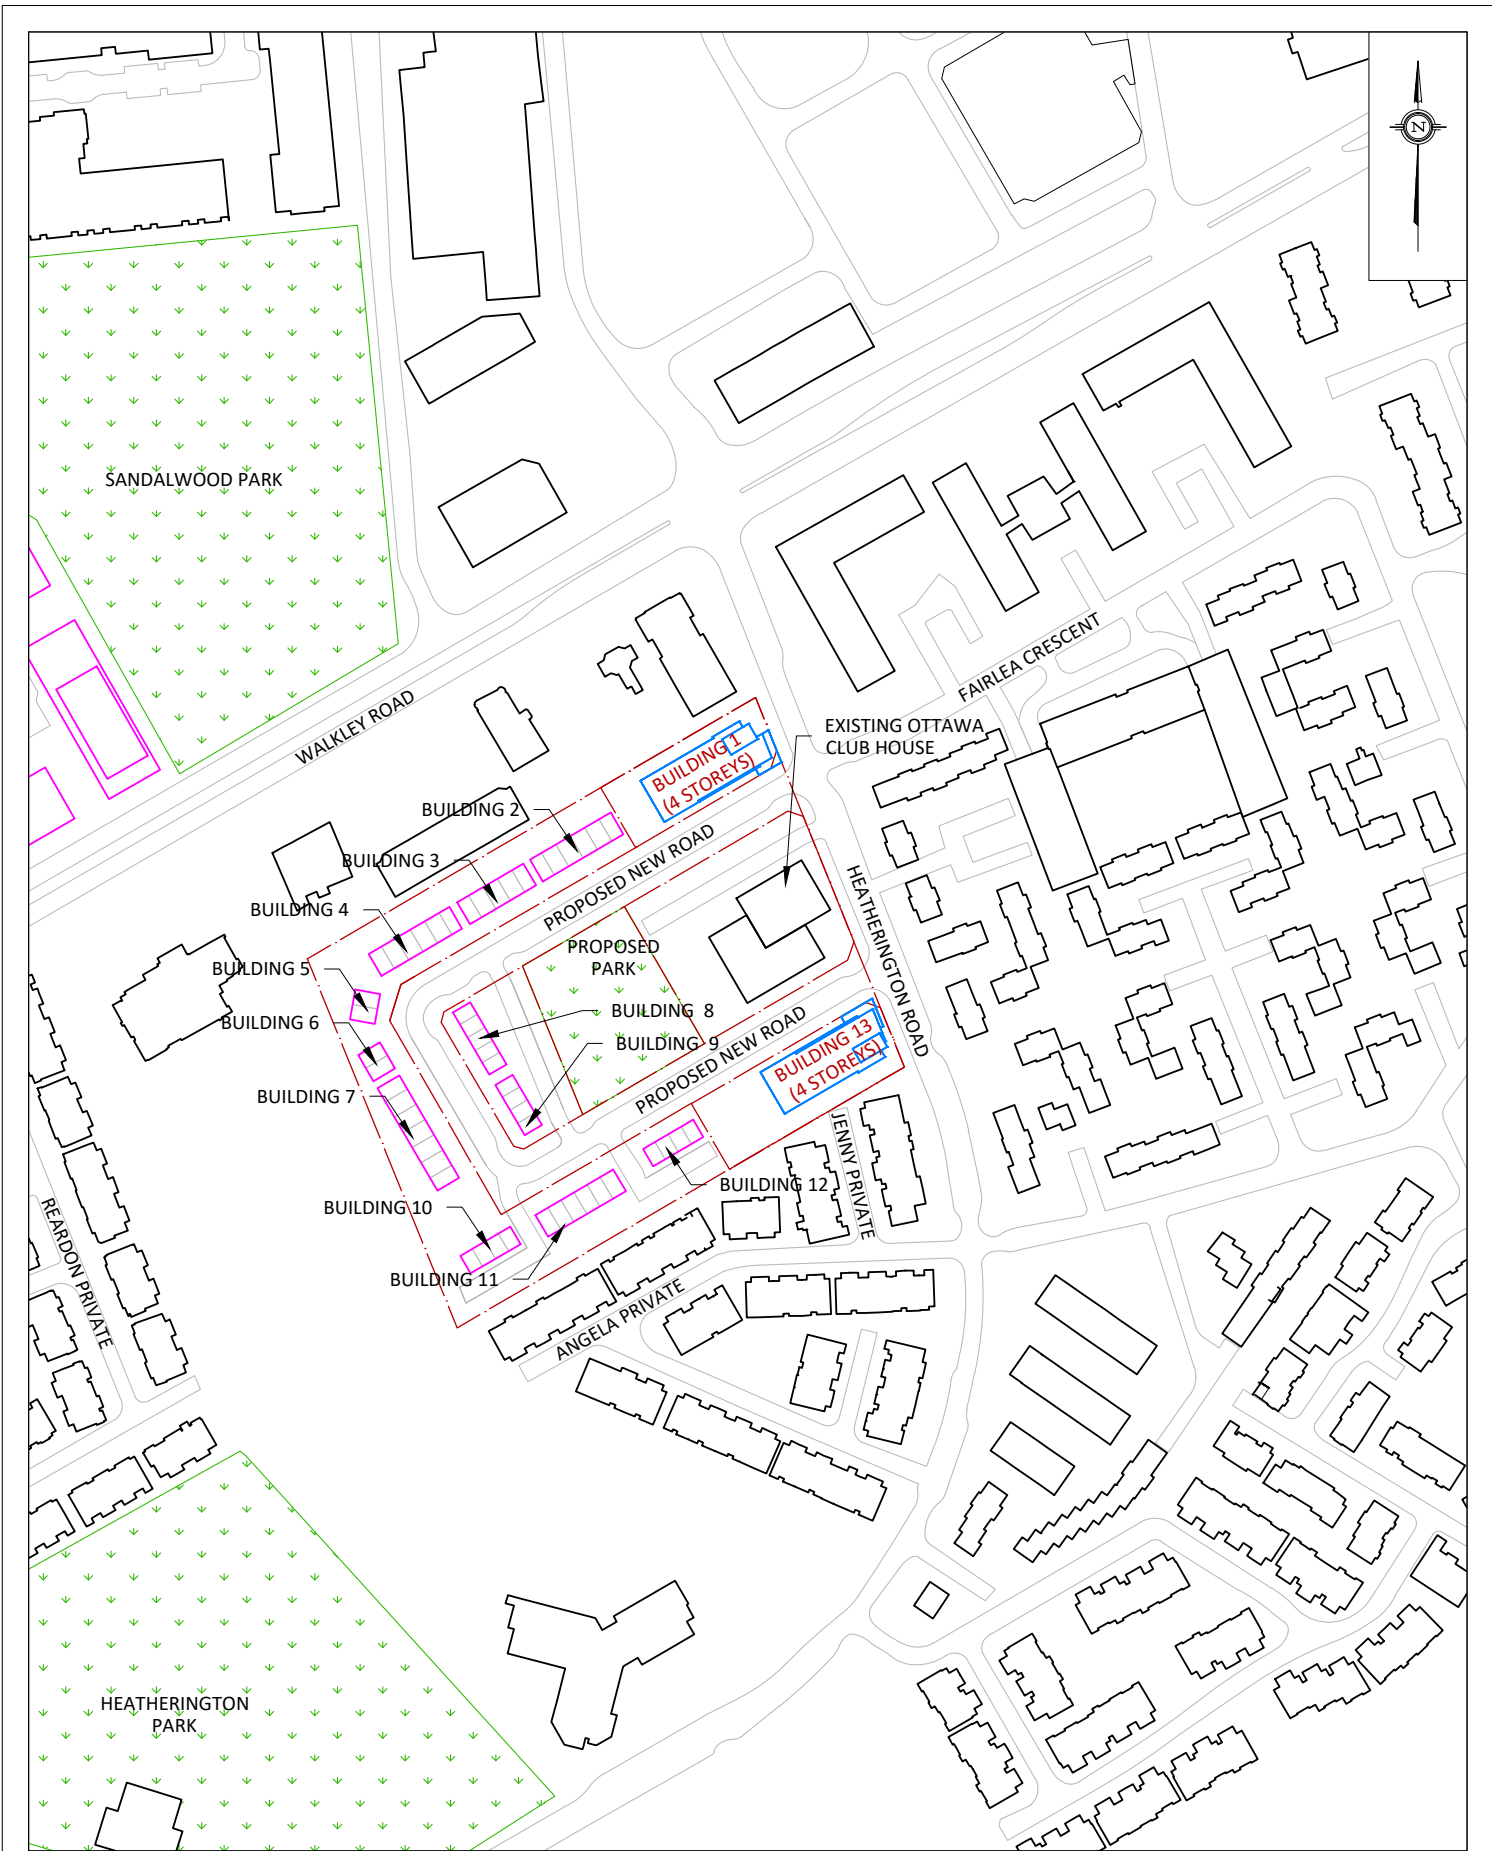 N
SANDALWOOD PARK
FAIRLEA CRESCENT
WALKLEY ROAD
EXISTING OTTAWA
CLUB HOUSE
BUILDING 1
(4 STOREYS)
BUILDING 2
PROPOSED NEW ROAD
BUILDING 3
HEATHERINGTON ROAD
BUILDING 4
PROPOSED
PARK
BUILDING 5
BUILDING 6
BUILDING 8
BUILDING 9
PROPOSED NEW ROAD
BUILDING 13
(4 STOREYS)
BUILDING 7
JENNY PRIVATE
BUILDING 12
BUILDING 10
REARDON PRIVATE
BUILDING 11
ANGELA PRIVATE
HEATHERINGTON
PARK